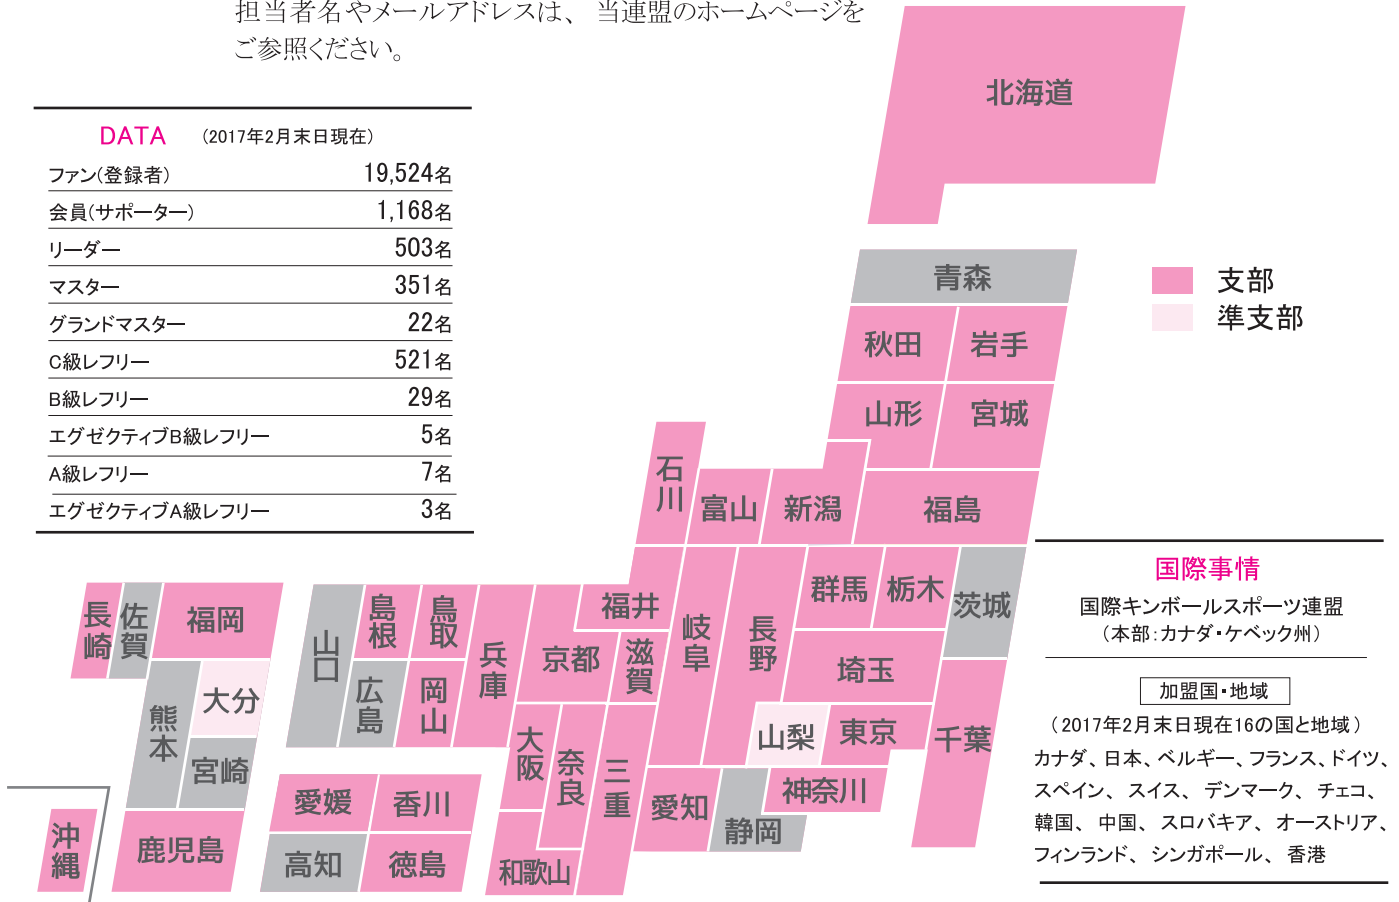 担当者名やメールアドレスは、当連盟のホームページを
ご参照ください。
DATA （2017年2月末日現在）
ファン(登録者) 19,524名
会員(サポーター) 1,168名
リーダー 503名
マスター 351名
グランドマスター 22名
C級レフリー 521名
B級レフリー 29名
エグゼクティブB級レフリー 5名
A級レフリー 7名
エグゼクティブA級レフリー 3名
北海道
支部
準支部
青森
秋田 岩手
山形 宮城
石川 富山 新潟 福島
福井 岐阜 長野 群馬 栃木 茨城
京都 滋賀 埼玉
山梨 東京 千葉
神奈川
静岡
愛知
三重
奈良
大阪
和歌山
兵庫
鳥取
島根
岡山
広島
山口
愛媛 香川
高知 徳島
長崎 佐賀 福岡
熊本 大分
宮崎
鹿児島
沖縄
国際事情
国際キンボールスポーツ連盟
（本部：カナダ・ケベック州）
加盟国・地域
（2017年2月末日現在16の国と地域）
カナダ、日本、ベルギー、フランス、ドイツ、
スペイン、スイス、デンマーク、チェコ、
韓国、中国、スロバキア、オーストリア、
フィンランド、シンガポール、香港